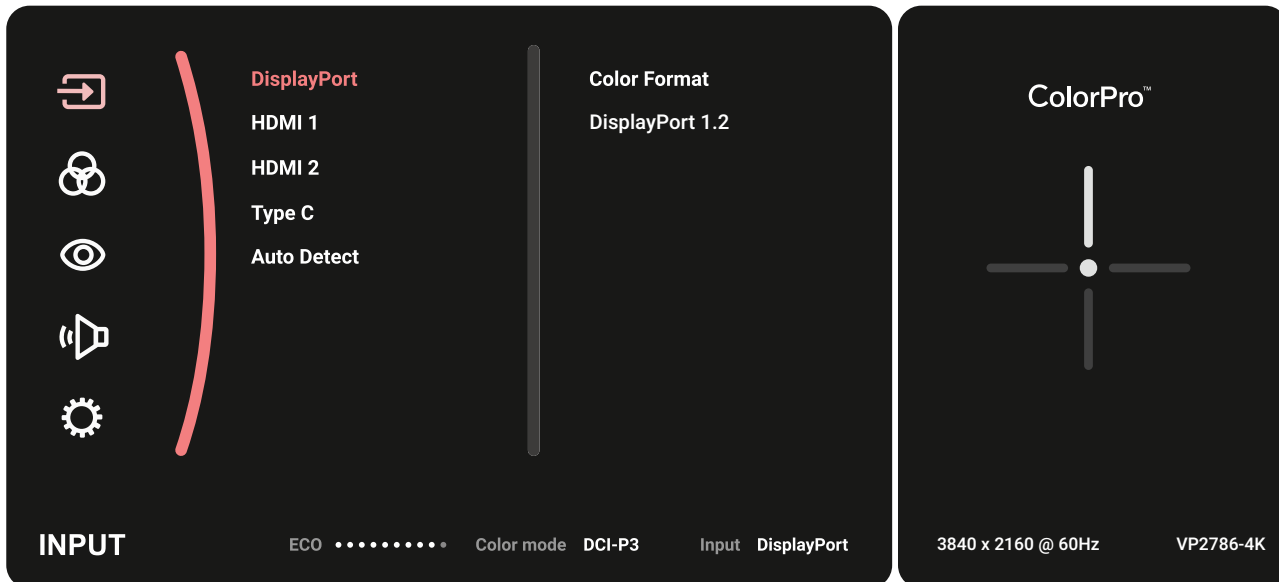 DisplayPort
HDMI 1
HDMI 2
Type C
Auto Detect
Color Format
DisplayPort 1.2
INPUT
ECO
Color mode DCI-P3
Input DisplayPort
ColorPro™
3840 x 2160 @ 60Hz
VP2786-4K